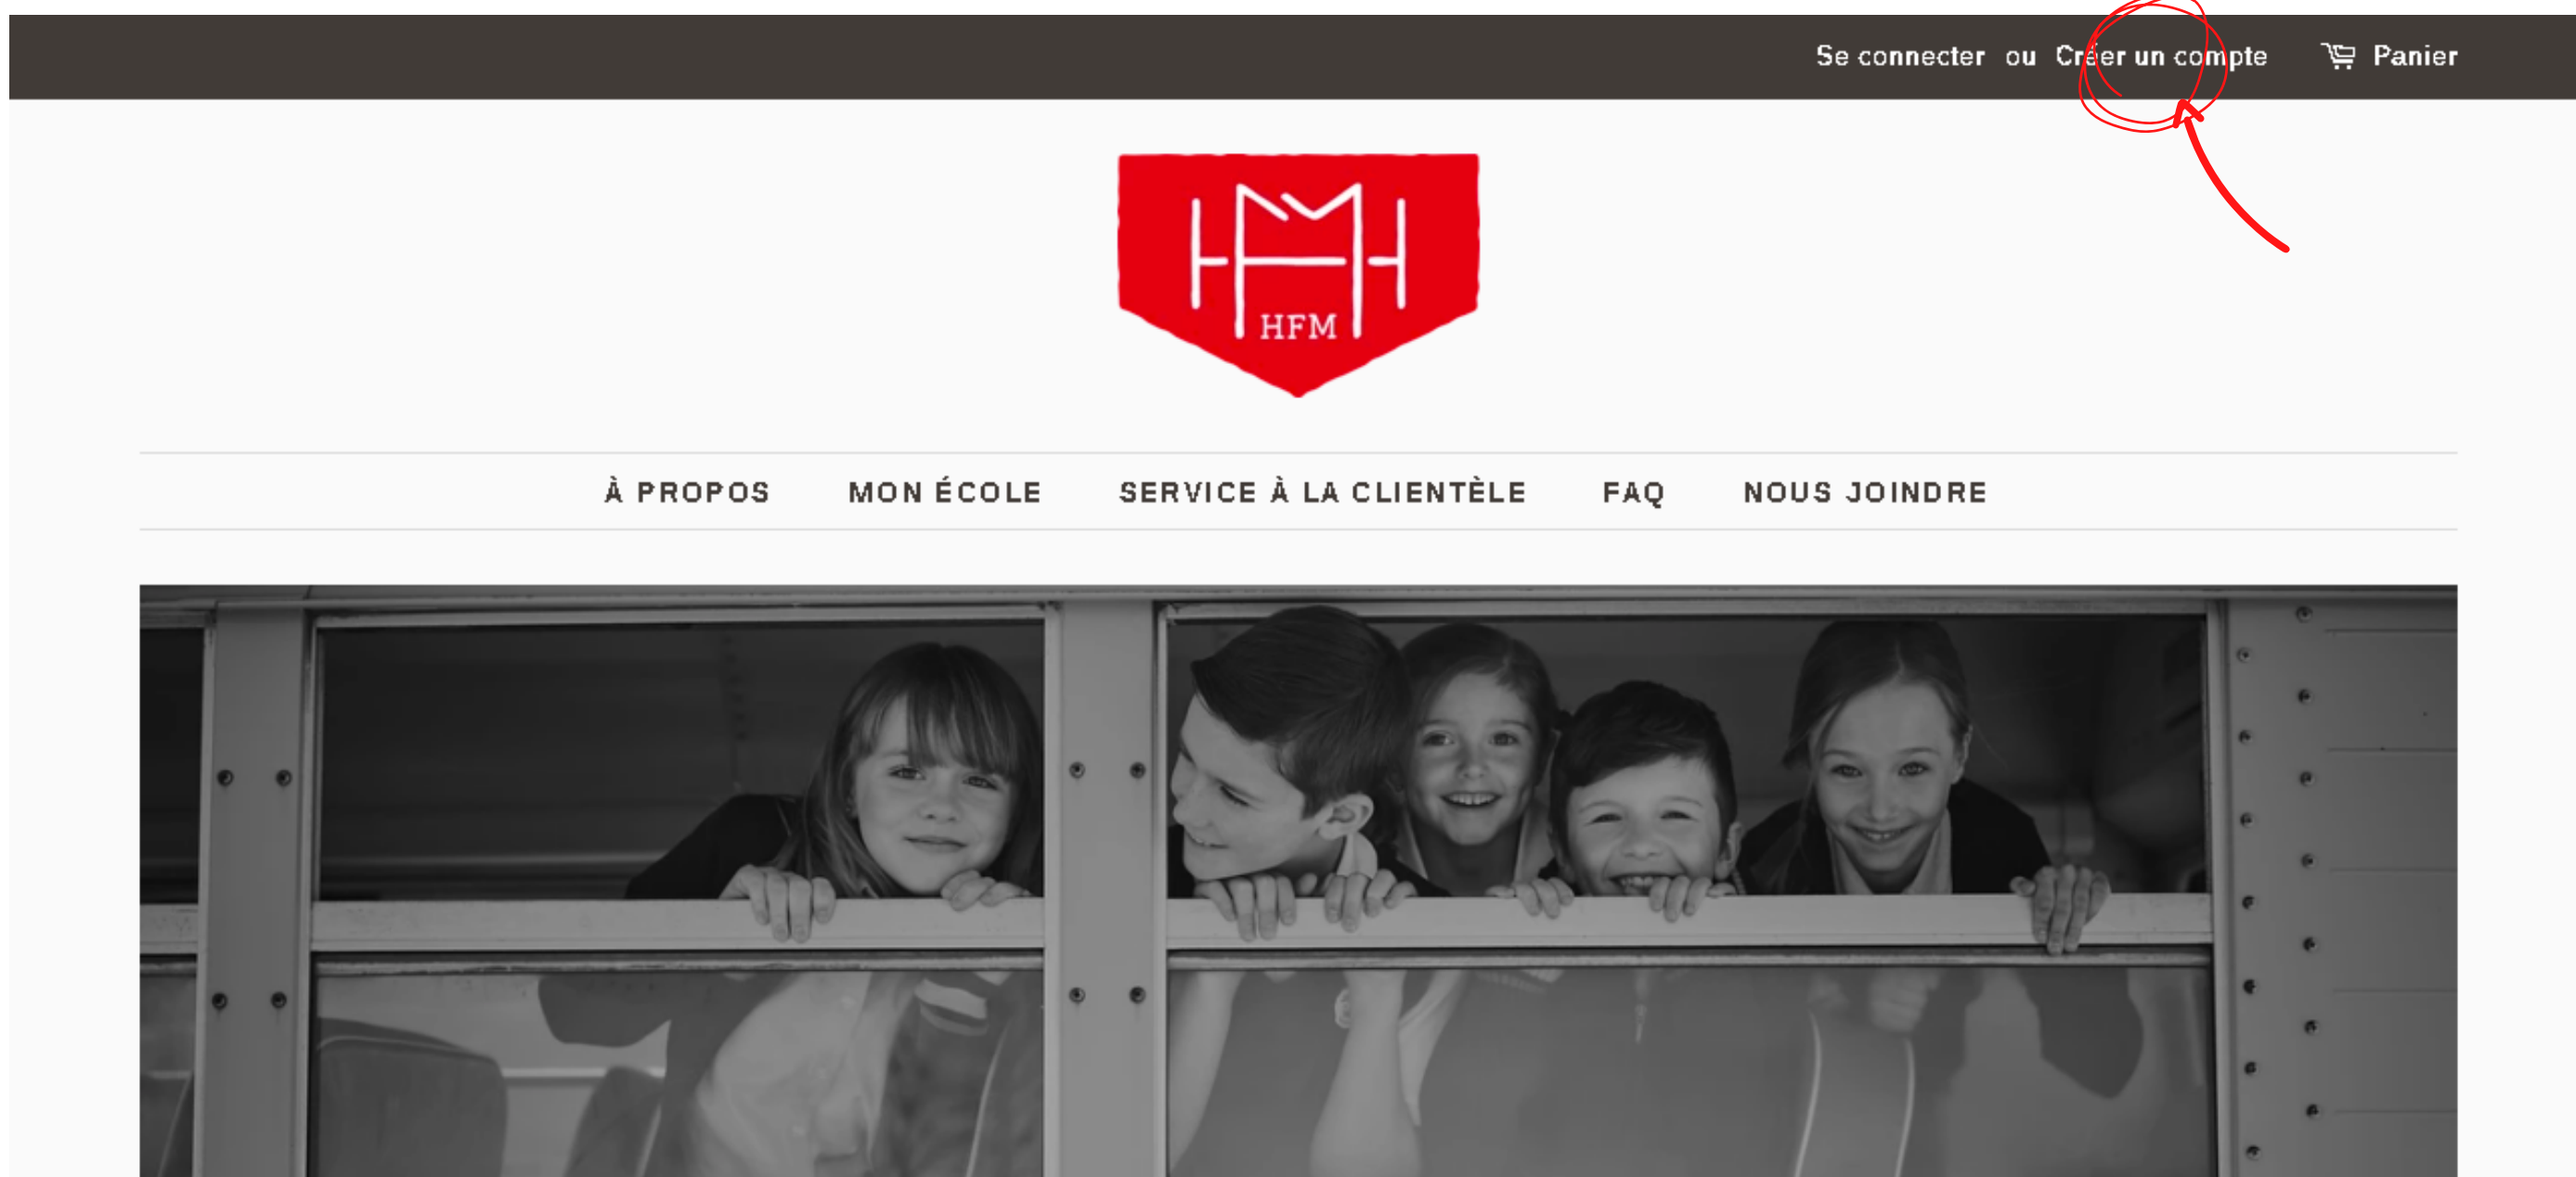 Se connecter ou Créer un compte Panier
HFM
À PROPOS MON ÉCOLE SERVICE À LA CLIENTÈLE FAQ NOUS JOINDRE